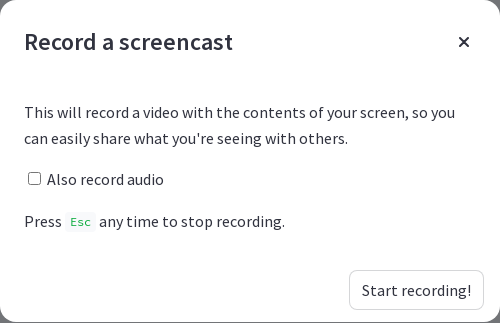 Record a screencast
This will record a video with the contents of your screen, so you
can easily share what you're seeing with others.
Also record audio
Press Esc any time to stop recording.
Start recording!